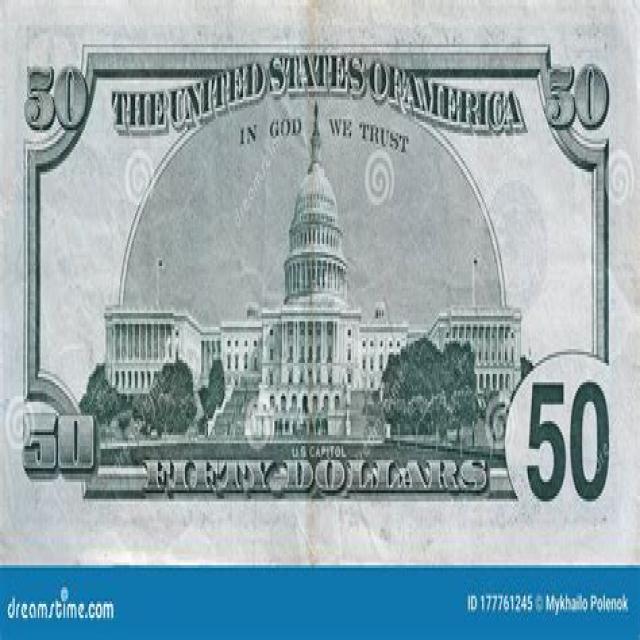 50 THE UNITED STATES OF AMERICA 50
IN GOD WE TRUST
50
50
U.S. CAPITOL
FIFTY DOLLARS
dreamstime.com
ID 177761245 © Mykhailo Polenok